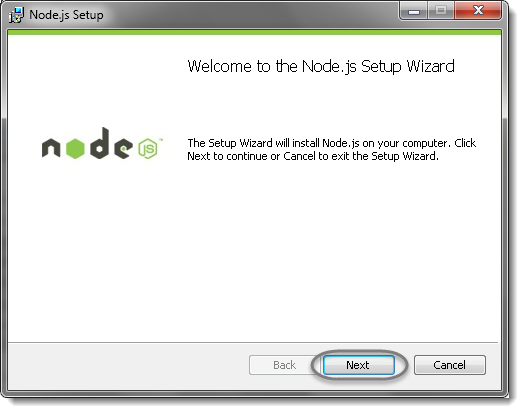 Node.js Setup
Welcome to the Node.js Setup Wizard
node JS™
The Setup Wizard will install Node.js on your computer. Click
Next to continue or Cancel to exit the Setup Wizard.
Back
Next
Cancel